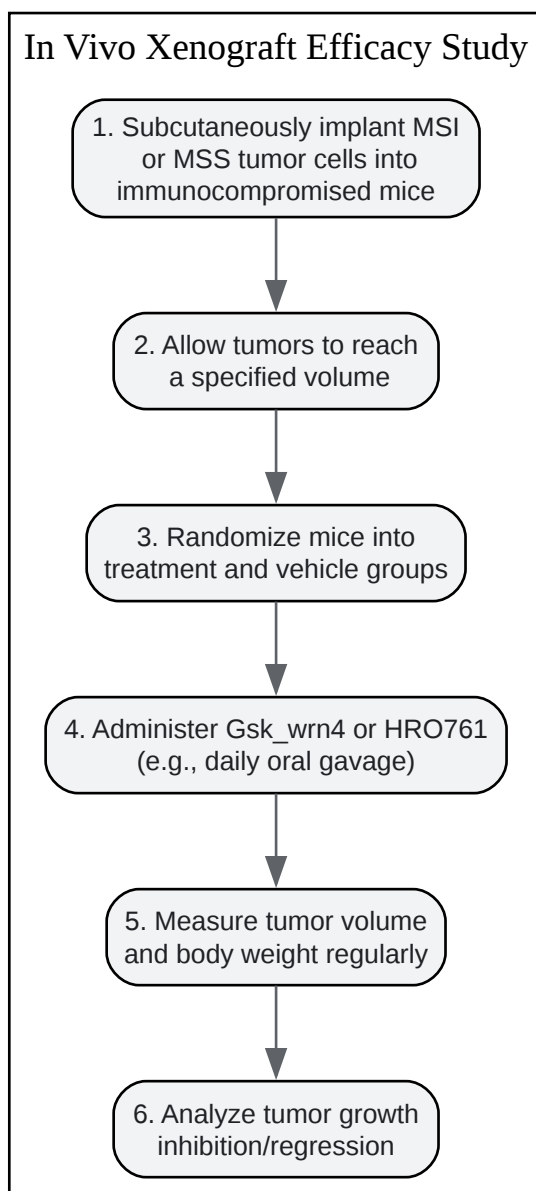 In Vivo Xenograft Efficacy Study
1. Subcutaneously implant MSI
or MSS tumor cells into
immunocompromised mice
2. Allow tumors to reach
a specified volume
3. Randomize mice into
treatment and vehicle groups
4. Administer Gsk_wrn4 or HRO761
(e.g., daily oral gavage)
5. Measure tumor volume
and body weight regularly
6. Analyze tumor growth
inhibition/regression